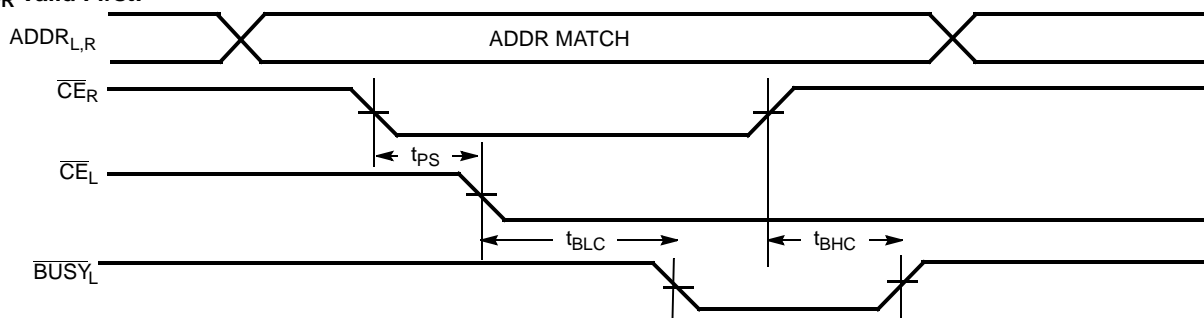 R Valid First:
ADDRL,R
ADDR MATCH
CER
tPS
CEL
tBLC
tBHC
BUSYL